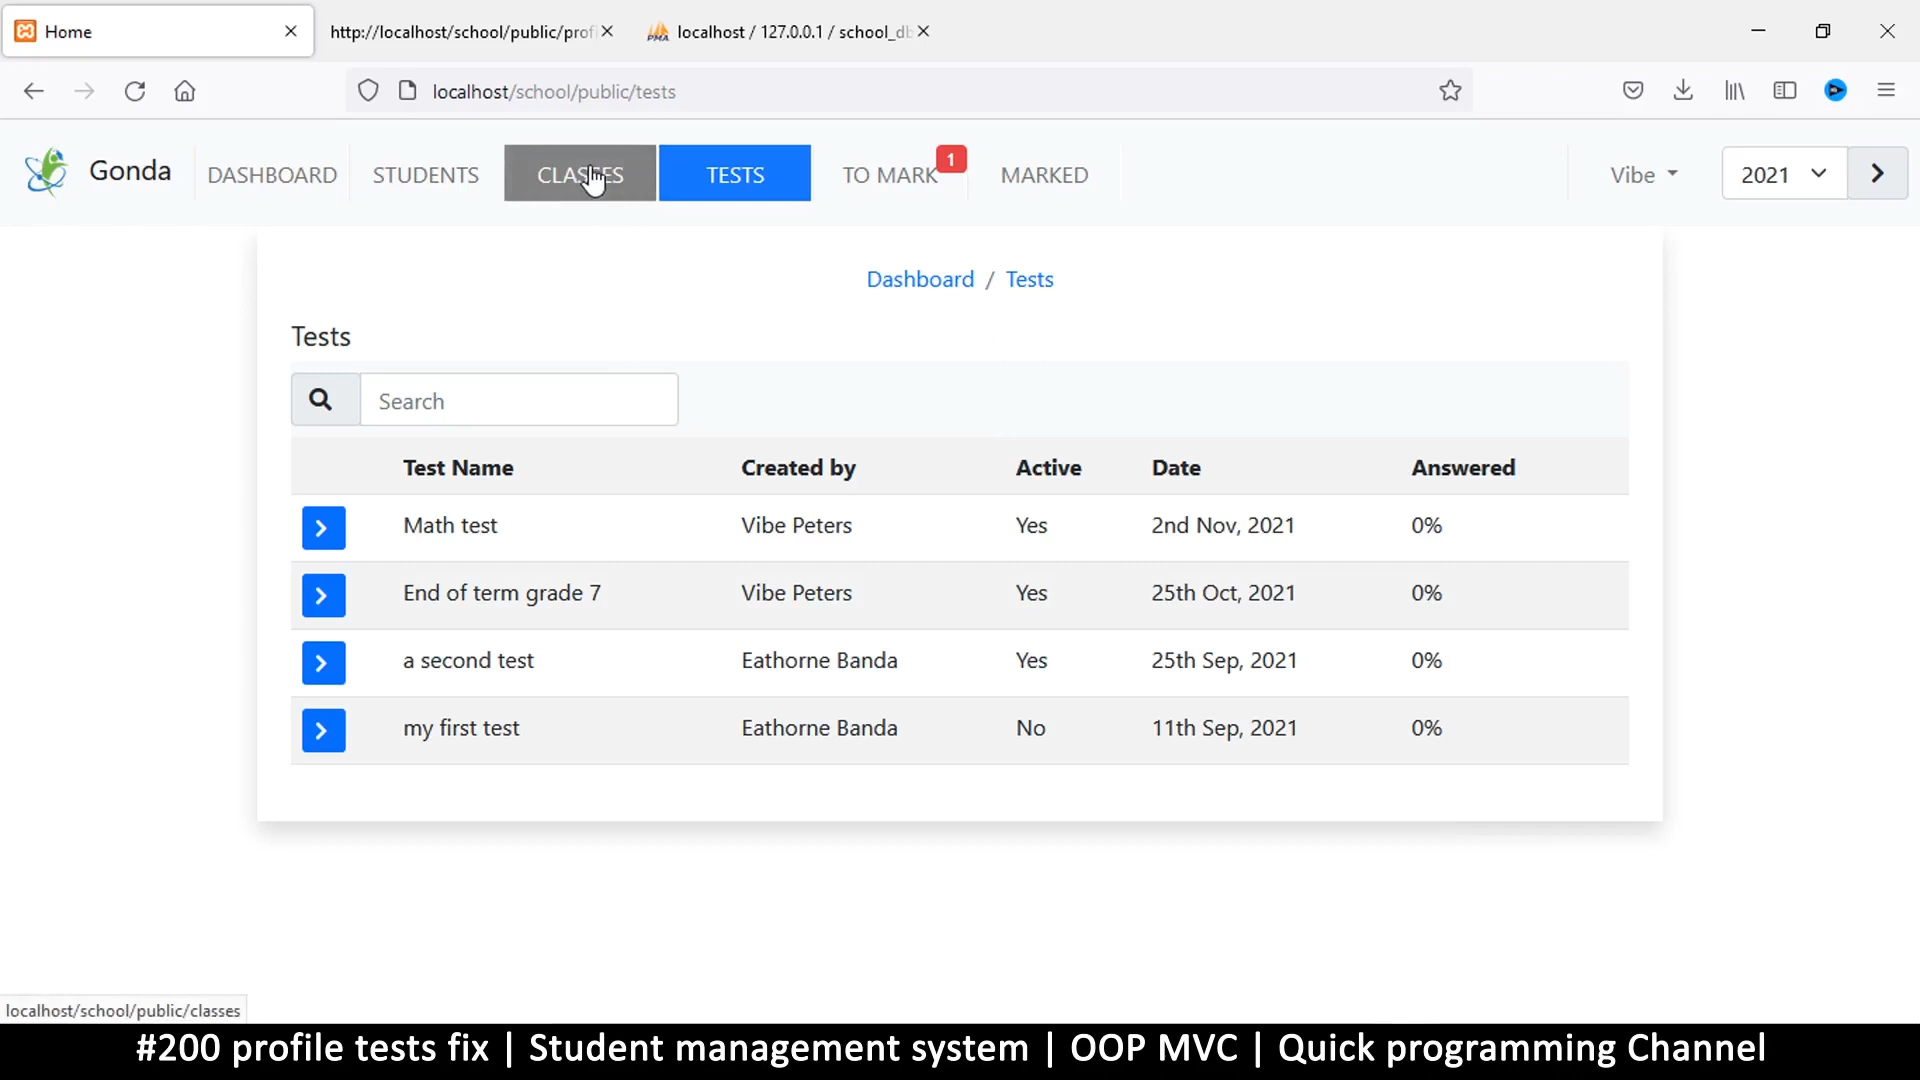 Home
http://localhost/school/public/profi
localhost / 127.0.0.1 / school_db
localhost/school/public/tests
Gonda
DASHBOARD
STUDENTS
CLASSES
TESTS
TO MARK
1
MARKED
Vibe
2021
Dashboard / Tests
Tests
Search
Test Name Created by Active Date Answered
Math test Vibe Peters Yes 2nd Nov, 2021 0%
End of term grade 7 Vibe Peters Yes 25th Oct, 2021 0%
a second test Eathorne Banda Yes 25th Sep, 2021 0%
my first test Eathorne Banda No 11th Sep, 2021 0%
localhost/school/public/classes
#200 profile tests fix | Student management system | OOP MVC | Quick programming Channel